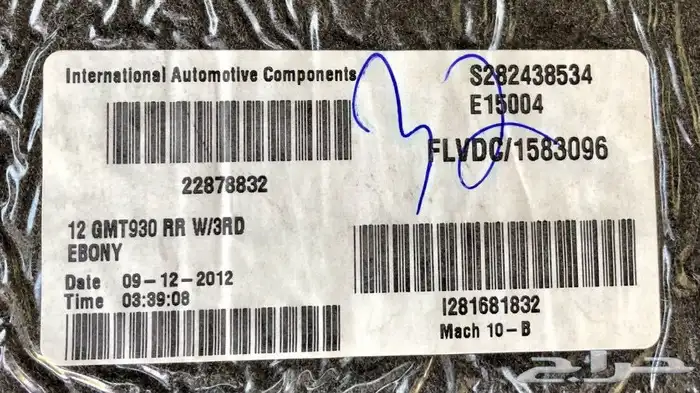 International Automotive Components
22878832
12 GMT930 RR W/3RD
EBONY
Date 09-12-2012
Time 03:39:08
S282438534
E15004
FLVDC/1583096
I281681832
Mach 10-B
حراج